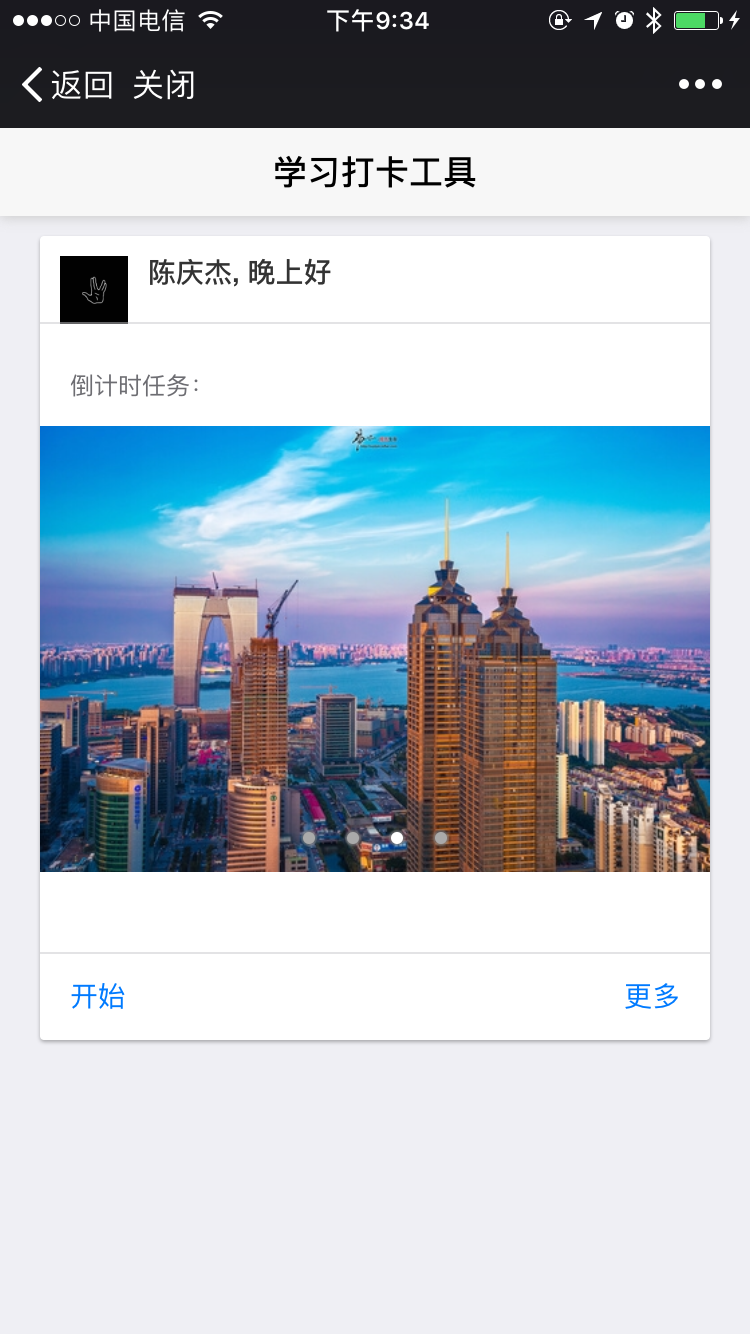 中国电信 下午9:34
返回 关闭
学习打卡工具
陈庆杰, 晚上好
倒计时任务:
开始 更多